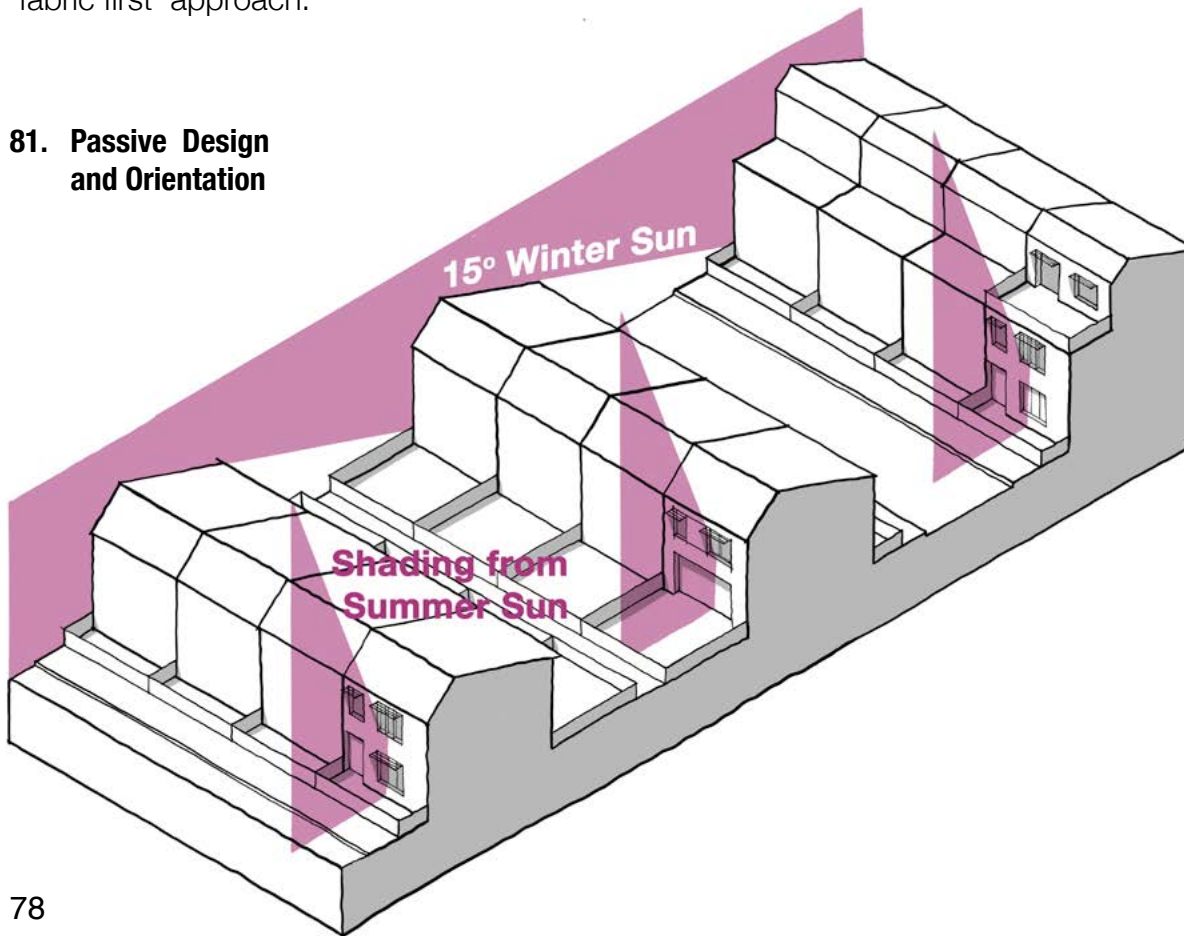 'fabric first' approach.
81. Passive Design
and Orientation
15° Winter Sun
Shading from
Summer Sun
78